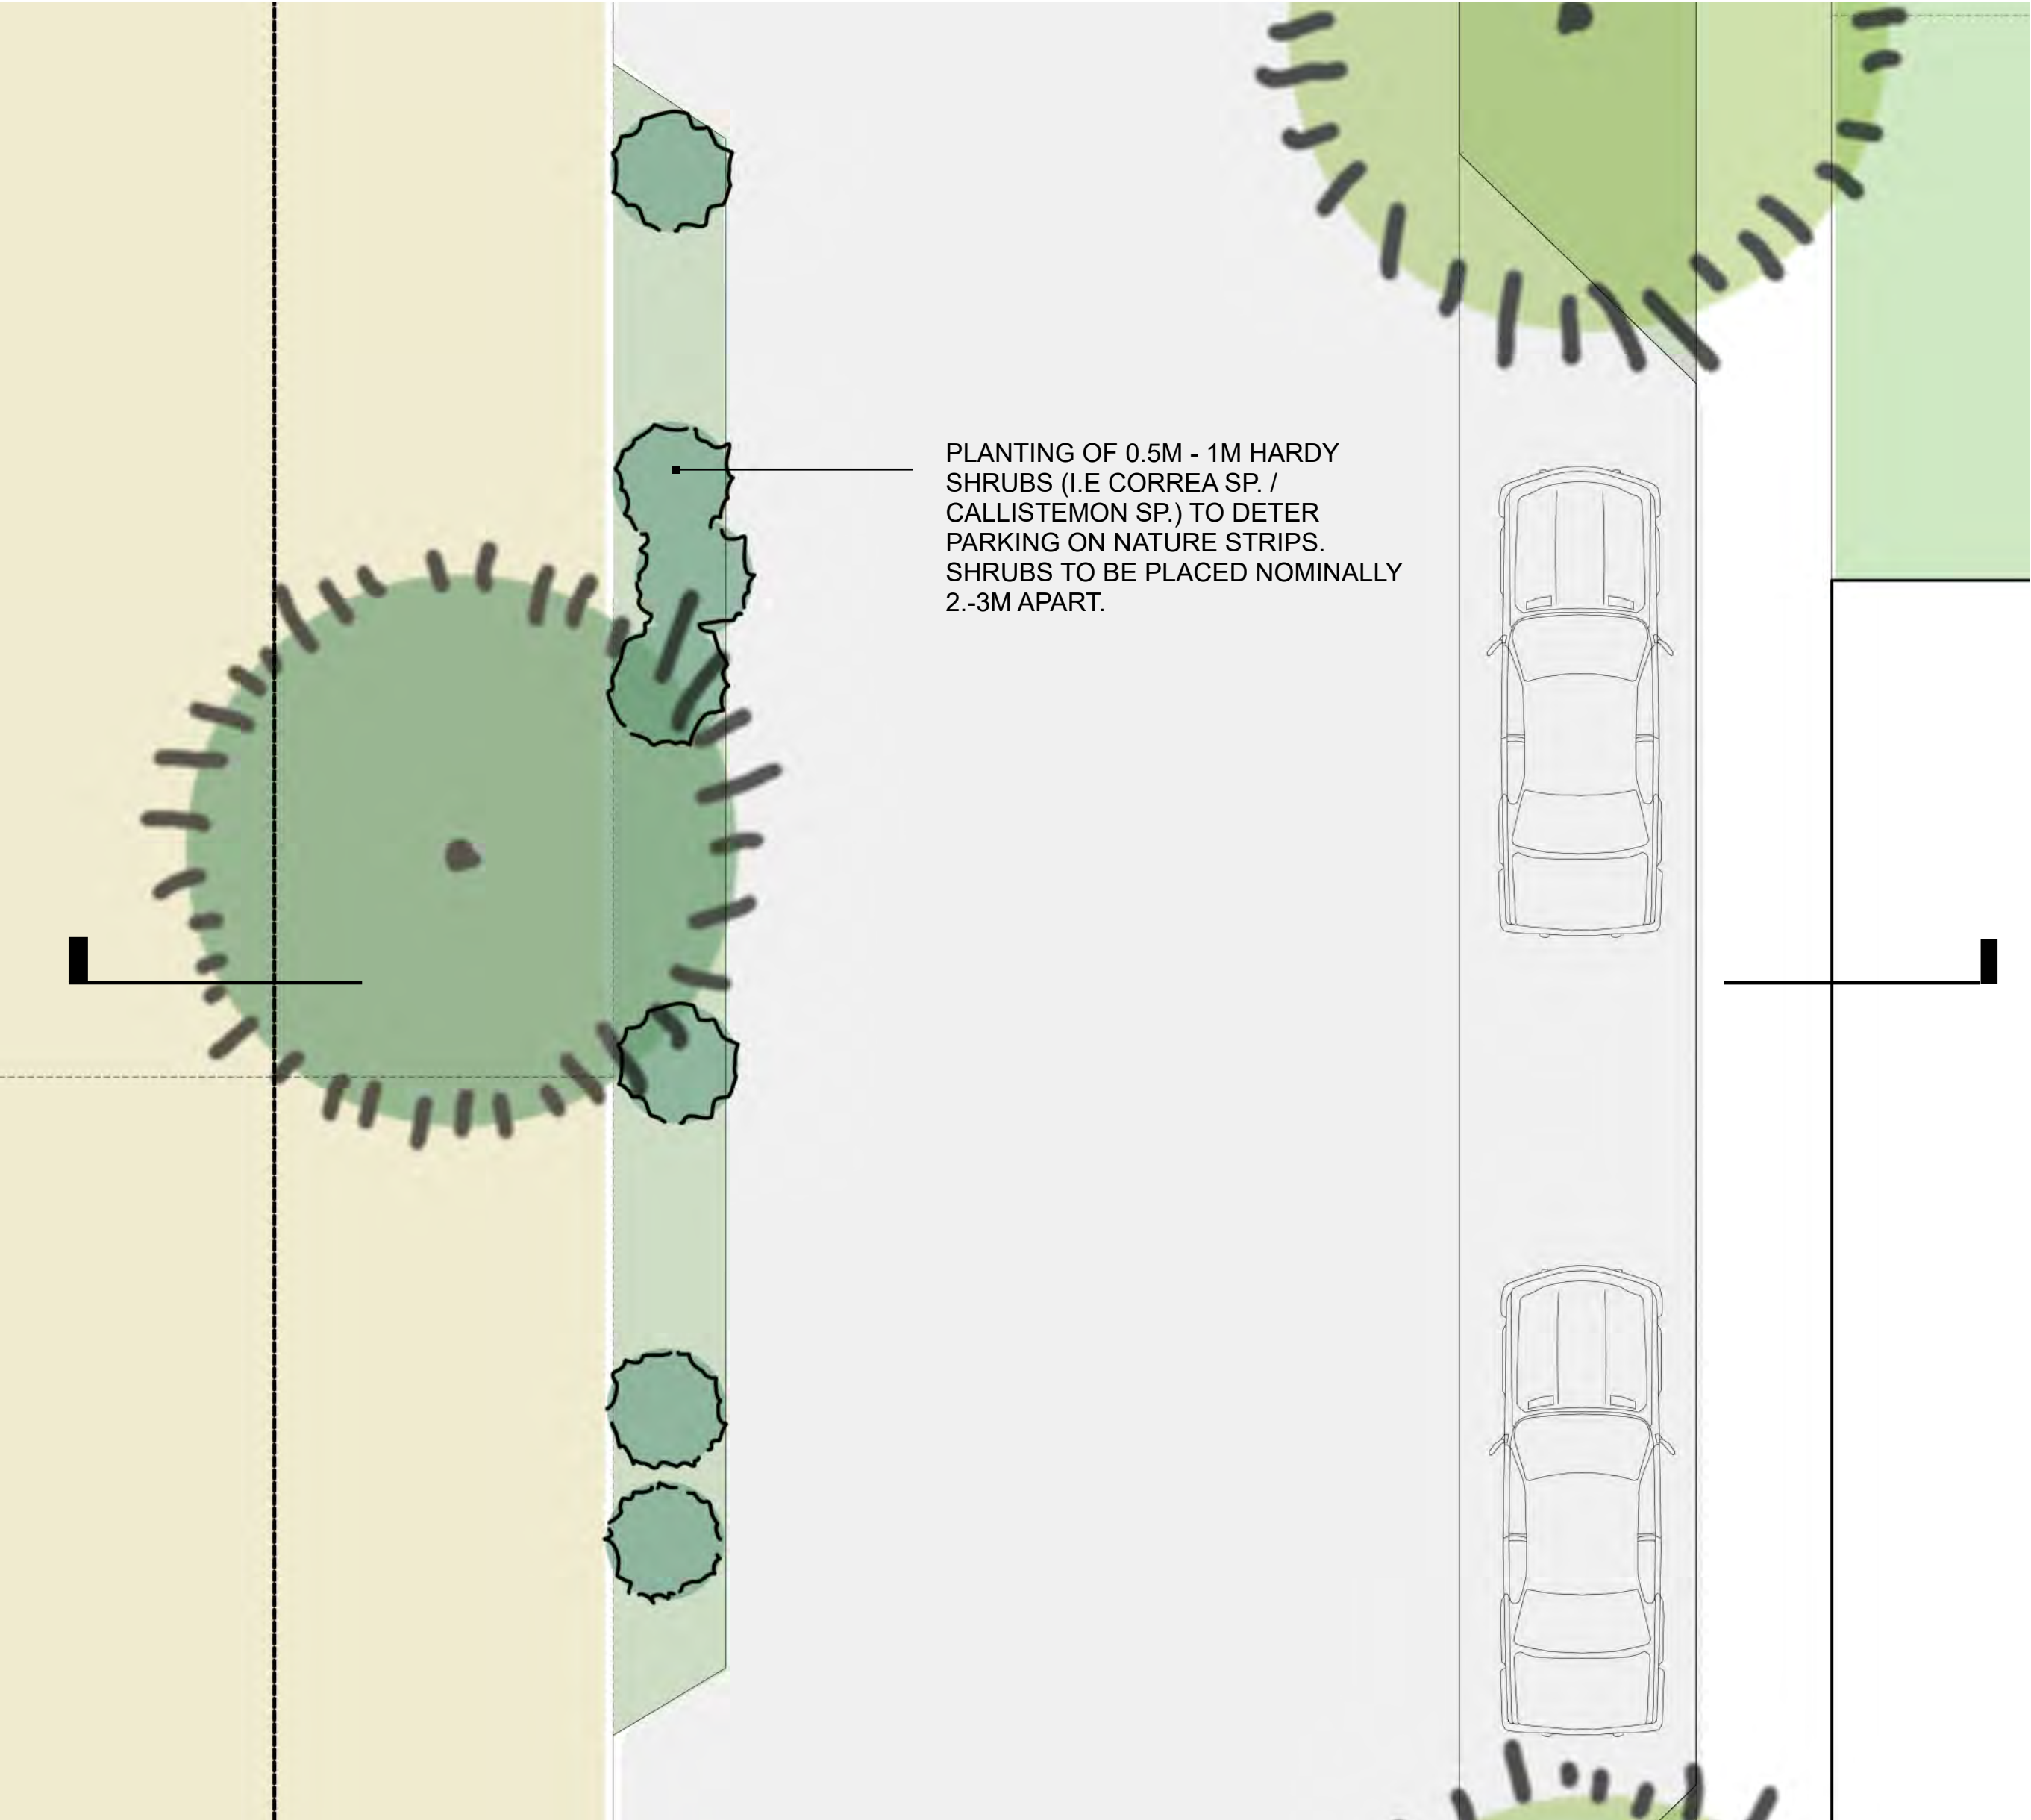 PLANTING OF 0.5M - 1M HARDY
SHRUBS (I.E CORREA SP. /
CALLISTEMON SP.) TO DETER
PARKING ON NATURE STRIPS.
SHRUBS TO BE PLACED NOMINALLY
2.-3M APART.